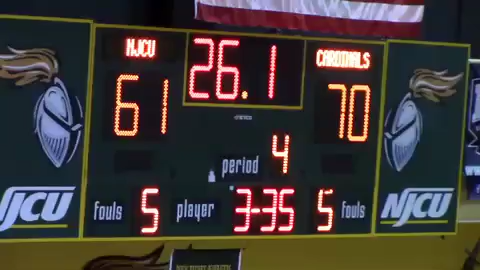 NJCU 26.1 CARDINALS
61 70
period 4
NJCU fouls 5 player 3-35 5 fouls NJCU